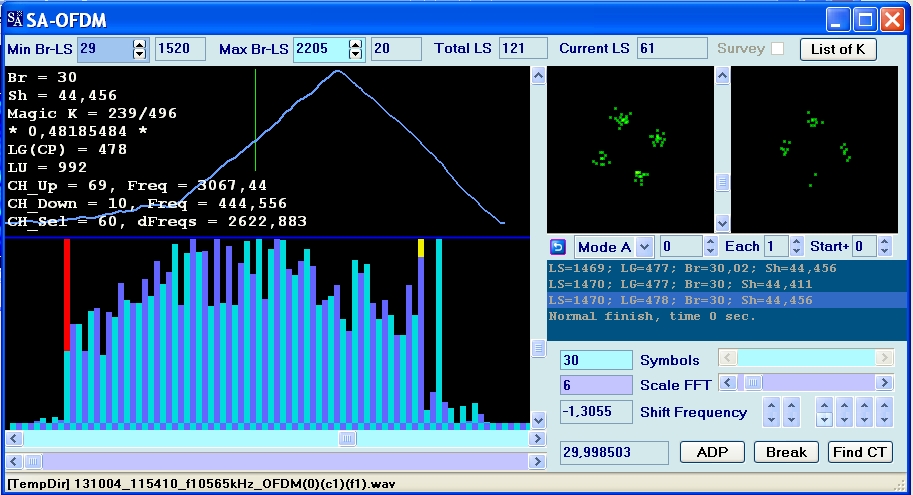 SA-OFDM
Min Br-LS 29 1520 Max Br-LS 2205 20 Total LS 121 Current LS 61 Survey List of K
Br = 30
Sh = 44,456
Magic K = 239/496
* 0,48185484 *
LG(CP) = 478
LU = 992
CH_Up = 69, Freq = 3067,44
CH_Down = 10, Freq = 444,556
CH_Sel = 60, dFreqs = 2622,883
Mode A 0 Each 1 Start+ 0
LS=1469; LG=477; Br=30,02; Sh=44,456
LS=1470; LG=477; Br=30; Sh=44,411
LS=1470; LG=478; Br=30; Sh=44,456
Normal finish, time 0 sec.
30 Symbols
6 Scale FFT
-1,3055 Shift Frequency
29,998503 ADP Break Find CT
[TempDir] 131004_115410_f10565kHz_OFDM(0)(c1)(f1).wav